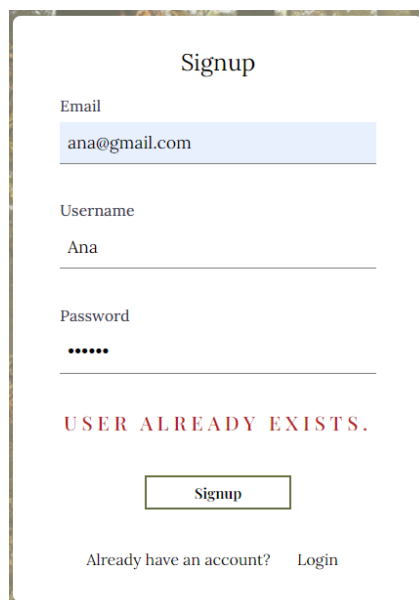 Signup
Email
ana@gmail.com
Username
Ana
Password
••••••
USER ALREADY EXISTS.
Signup
Already have an account? Login